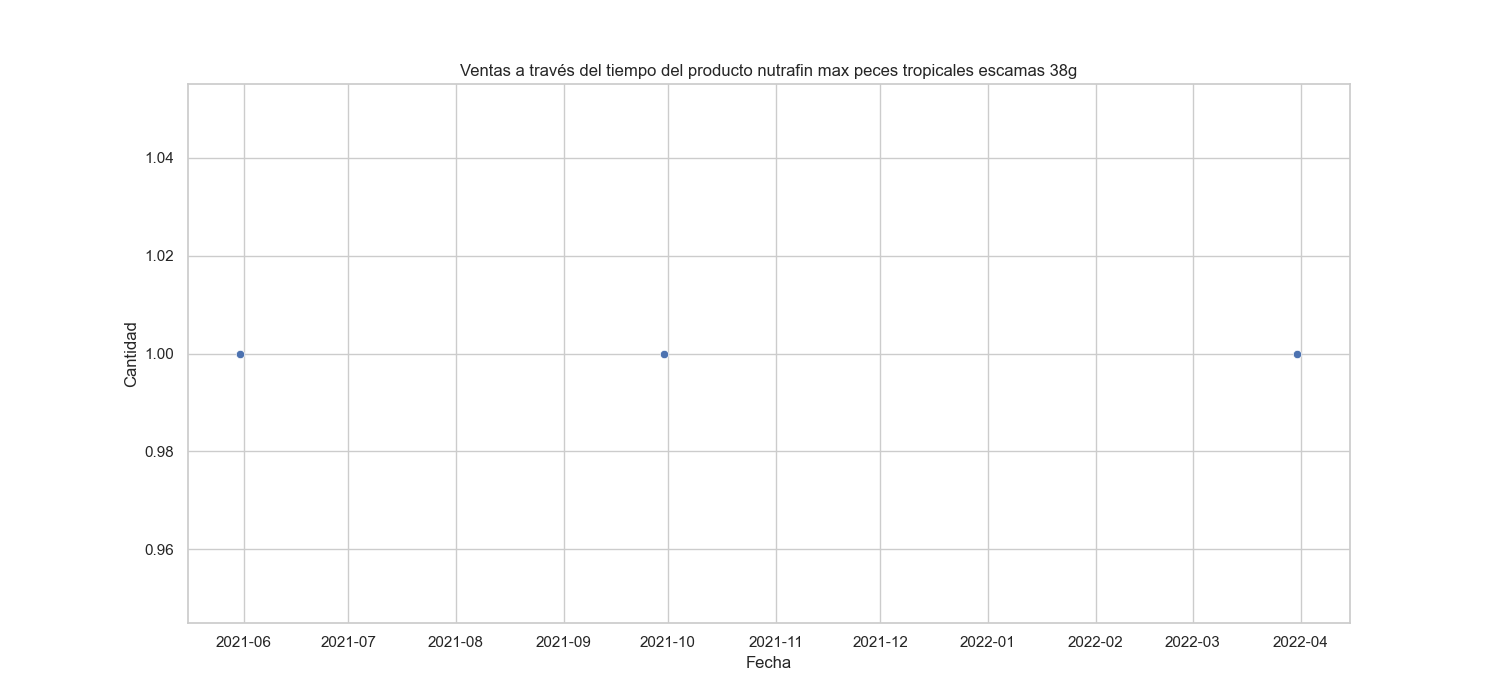 Ventas a través del tiempo del producto nutrafin max peces tropicales escamas 38g
Cantidad
1.04
1.02
1.00
0.98
0.96
2021-06 2021-07 2021-08 2021-09 2021-10 2021-11 2021-12 2022-01 2022-02 2022-03 2022-04
Fecha